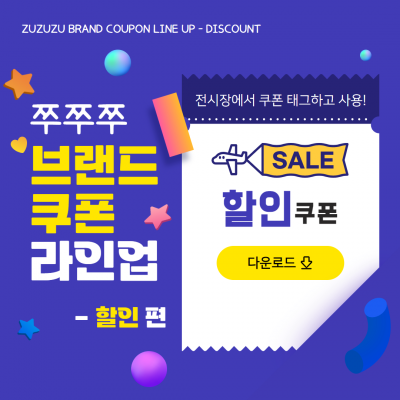 ZUZUZU BRAND COUPON LINE UP - DISCOUNT
쭈쭈쭈
브랜드
쿠폰
라인업
- 할인 편
전시장에서 쿠폰 태그하고 사용!
SALE
할인쿠폰
다운로드